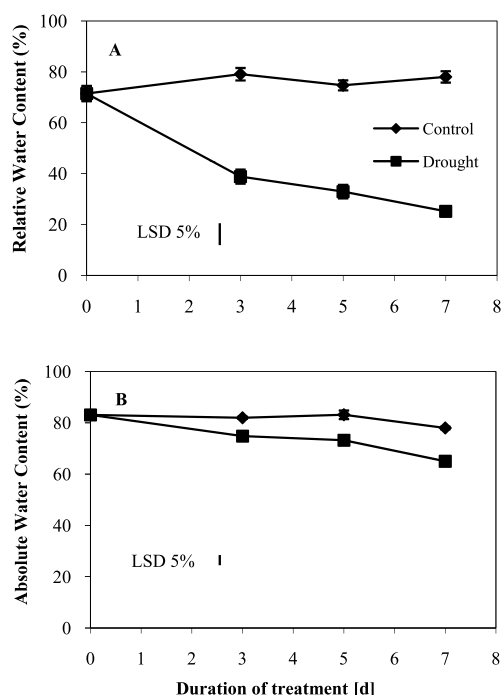 100
80
60
40
20
0
Relative Water Content (%)
A
Control
Drought
LSD 5%
0 1 2 3 4 5 6 7 8
100
80
60
40
20
0
Absolute Water Content (%)
B
LSD 5%
0 1 2 3 4 5 6 7 8
Duration of treatment [d]